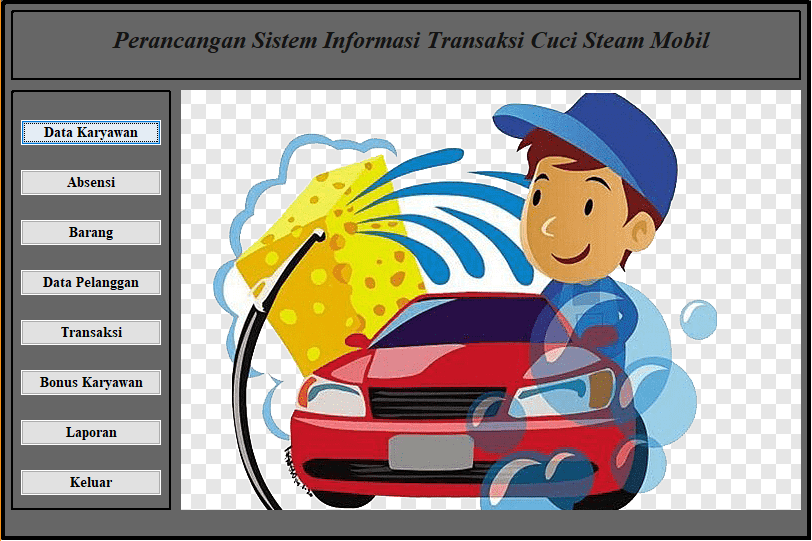 Perancangan Sistem Informasi Transaksi Cuci Steam Mobil
Data Karyawan
Absensi
Barang
Data Pelanggan
Transaksi
Bonus Karyawan
Laporan
Keluar